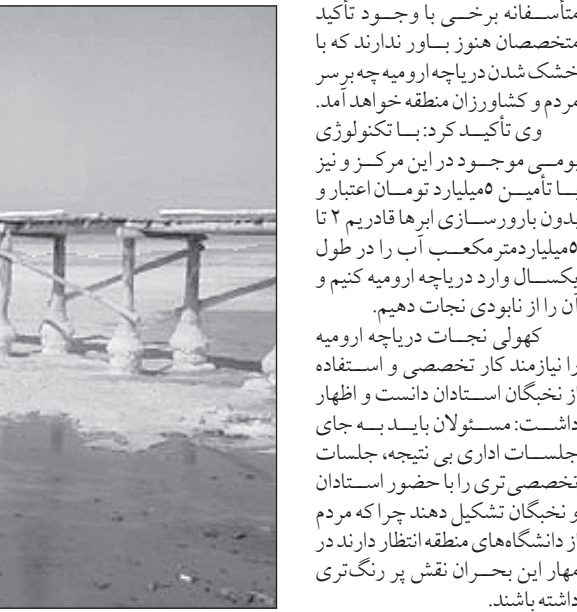 متأسفانه برخی با وجود تأکید
متخصصان هنوز باور ندارند که با
خشک شدن دریاچه ارومیه چه بر سر
مردم و کشاورزان منطقه خواهد آمد.
وی تأکید کرد: با تکنولوژی
بومی موجود در این مرکز و نیز
با تأمین ۵میلیارد تومان اعتبار و
بدون بارورسازی ابرها قادریم ۲ تا
۵میلیاردمترمکعب آب را در طول
یکسال وارد دریاچه ارومیه کنیم و
آن را از نابودی نجات دهیم.
کهولی نجات دریاچه ارومیه
را نیازمند کار تخصصی و استفاده
از نخبگان استادان دانست و اظهار
داشت: مسئولان باید به جای
جلسات اداری بی نتیجه، جلسات
تخصصی تری را با حضور استادان
و نخبگان تشکیل دهند چرا که مردم
از دانشگاه‌های منطقه انتظار دارند در
مهار این بحران نقش پر رنگ‌تری
داشته باشند.